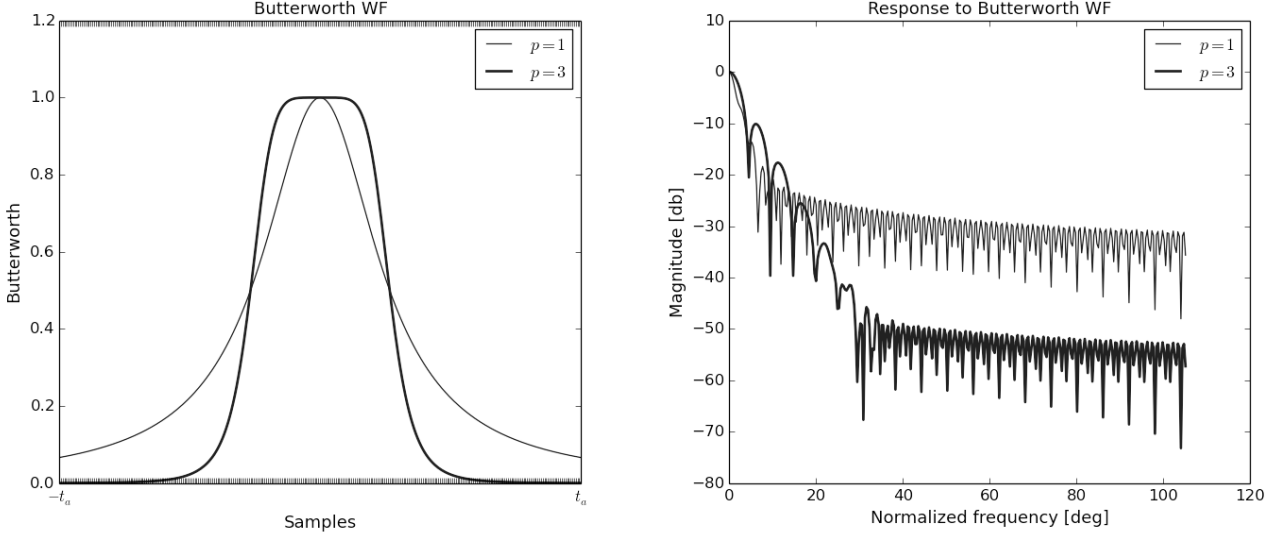 Butterworth WF
1.2
1.0
0.8
0.6
0.4
0.2
0.0
Butterworth
p = 1
p = 3
−t_a
t_a
Samples
Response to Butterworth WF
10
0
−10
−20
−30
−40
−50
−60
−70
−80
Magnitude [db]
p = 1
p = 3
0
20
40
60
80
100
120
Normalized frequency [deg]